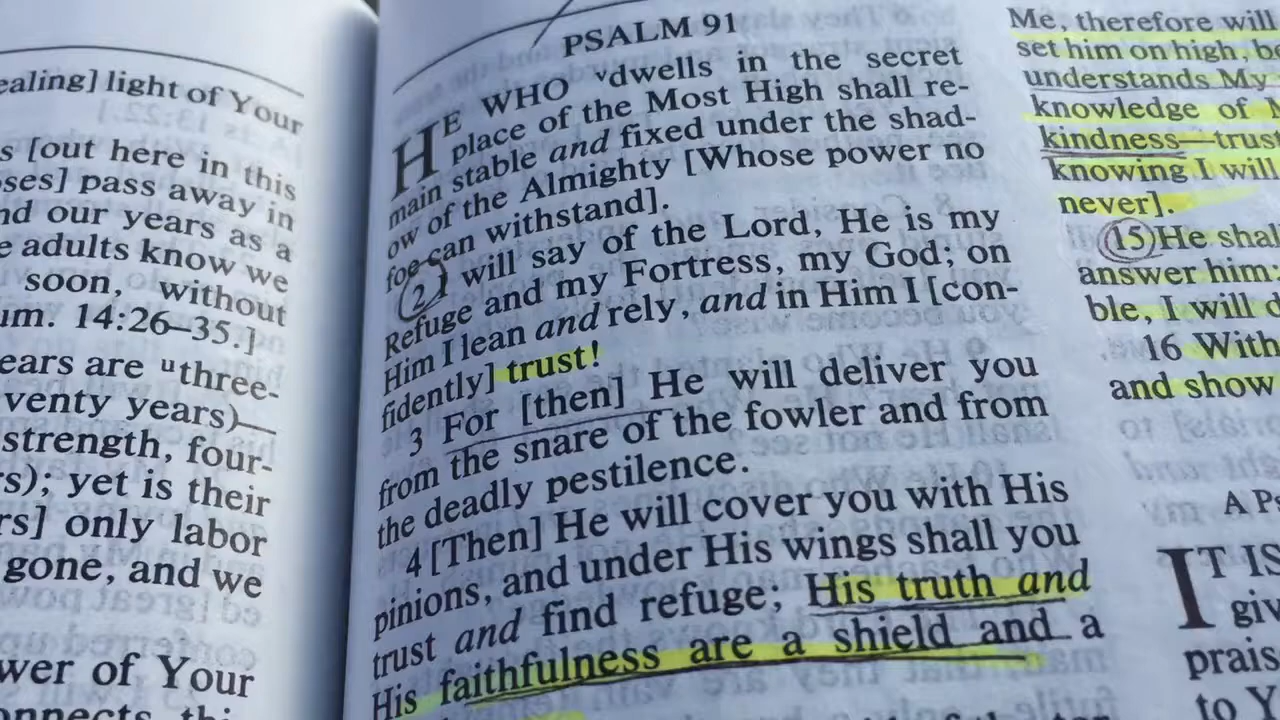 ealing] light of Your
s [out here in this
ses] pass away in
nd our years as a
e adults know we
soon, without
um. 14:26–35.]
ears are ᵘthree-
venty years)—
strength, four-
rs); yet is their
rs] only labor
gone, and we
wer of Your
PSALM 91
HE WHO ᵛdwells in the secret
place of the Most High shall re-
main stable and fixed under the shad-
ow of the Almighty [Whose power no
foe can withstand].
2 I will say of the Lord, He is my
Refuge and my Fortress, my God; on
Him I lean and rely, and in Him I [con-
fidently] trust!
3 For [then] He will deliver you
from the snare of the fowler and from
the deadly pestilence.
4 [Then] He will cover you with His
pinions, and under His wings shall you
trust and find refuge; His truth and
His faithfulness are a shield and a
Me, therefore will
set him on high, be
understands My
knowledge of
kindness—trust
knowing I will
never].
15 He shal
answer him:
ble, I will d
16 With
and show
A Ps
IT IS
giv
praise
to Y